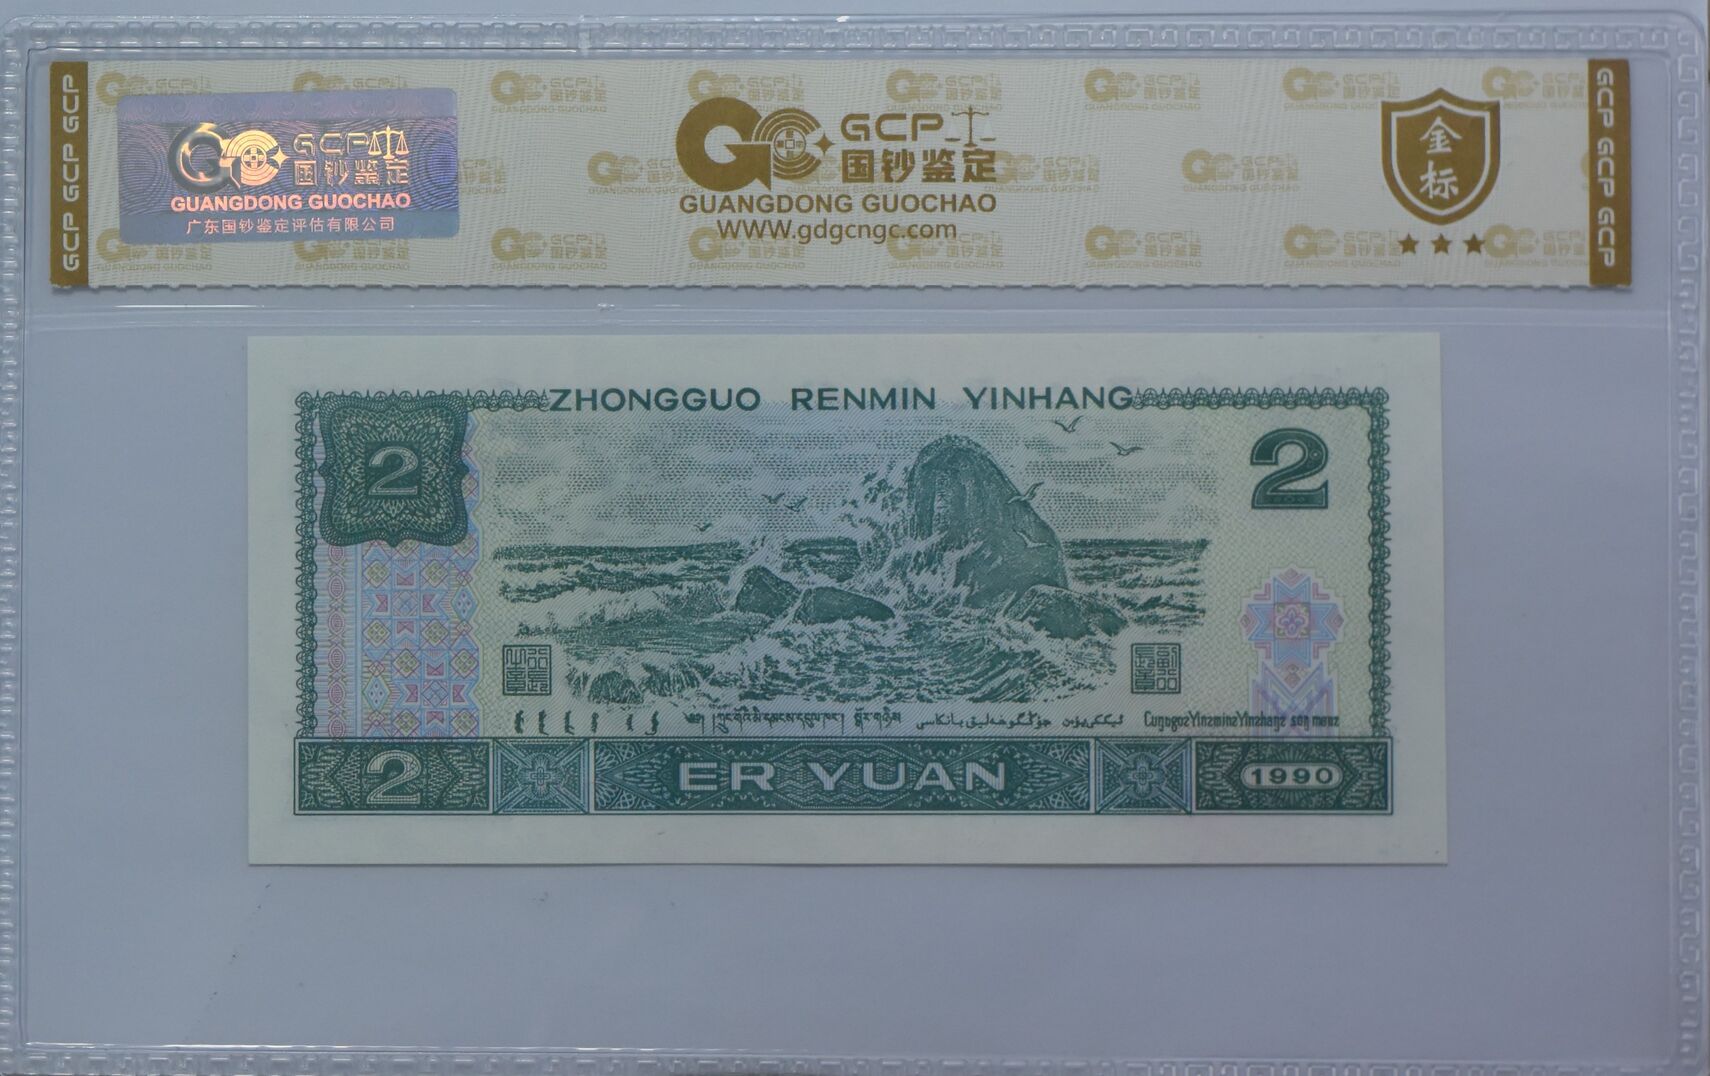 GCP GCP GCP
GCP
国钞鉴定
GUANGDONG GUOCHAO
广东国钞鉴定评估有限公司
GCP
国钞鉴定
GUANGDONG GUOCHAO
www.gdgcngc.com
金
标
GCP GCP GCP
ZHONGGUO RENMIN YINHANG
2
2
2
ER YUAN
1990